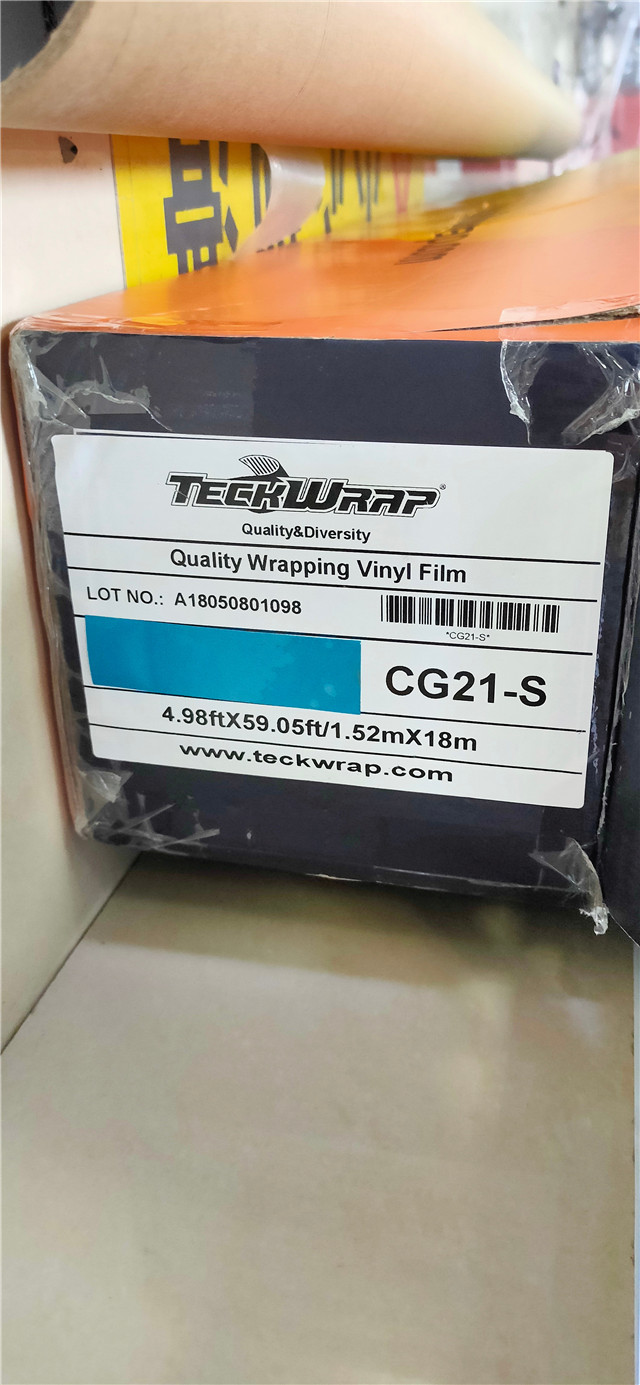 TECKWRAP®
Quality&Diversity
Quality Wrapping Vinyl Film
LOT NO.: A18050801098
*CG21-S*
CG21-S
4.98ftX59.05ft/1.52mX18m
www.teckwrap.com